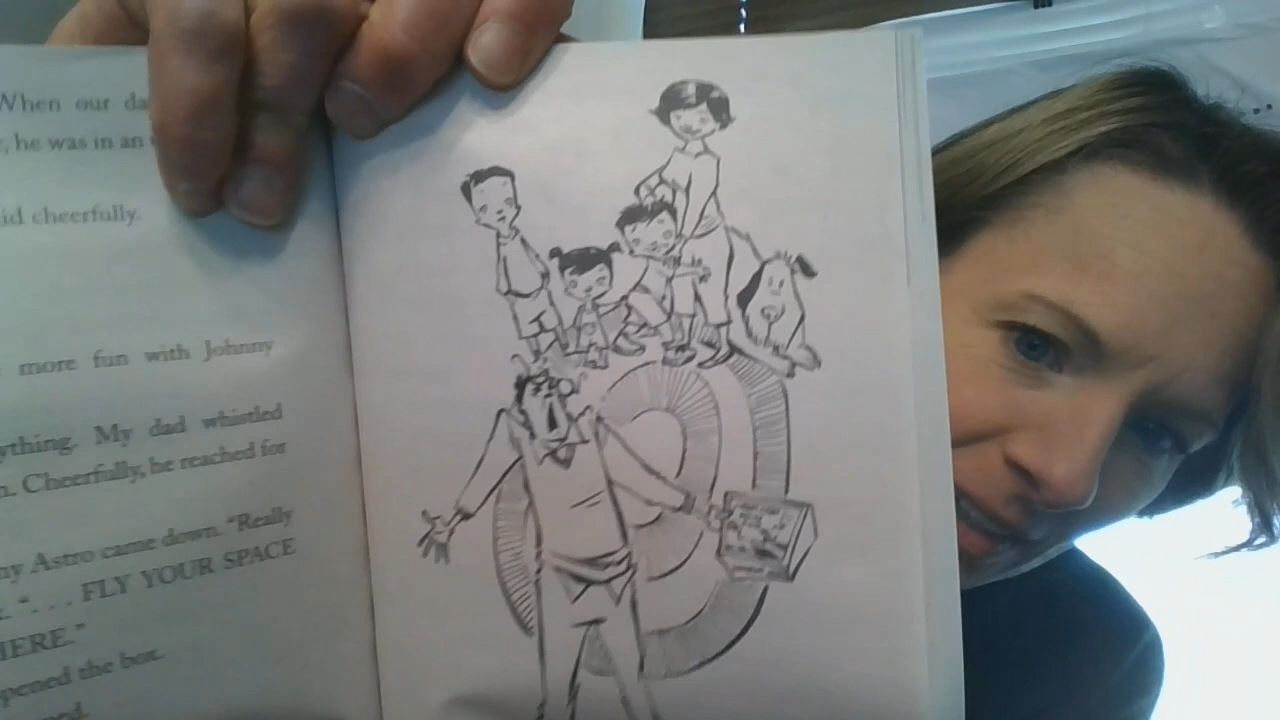 When our da
, he was in an
id cheerfully.
more fun with Johnny
ything. My dad whistled
n. Cheerfully, he reached for
ny Astro came down. "Really
". . . FLY YOUR SPACE
HERE."
pened the box.